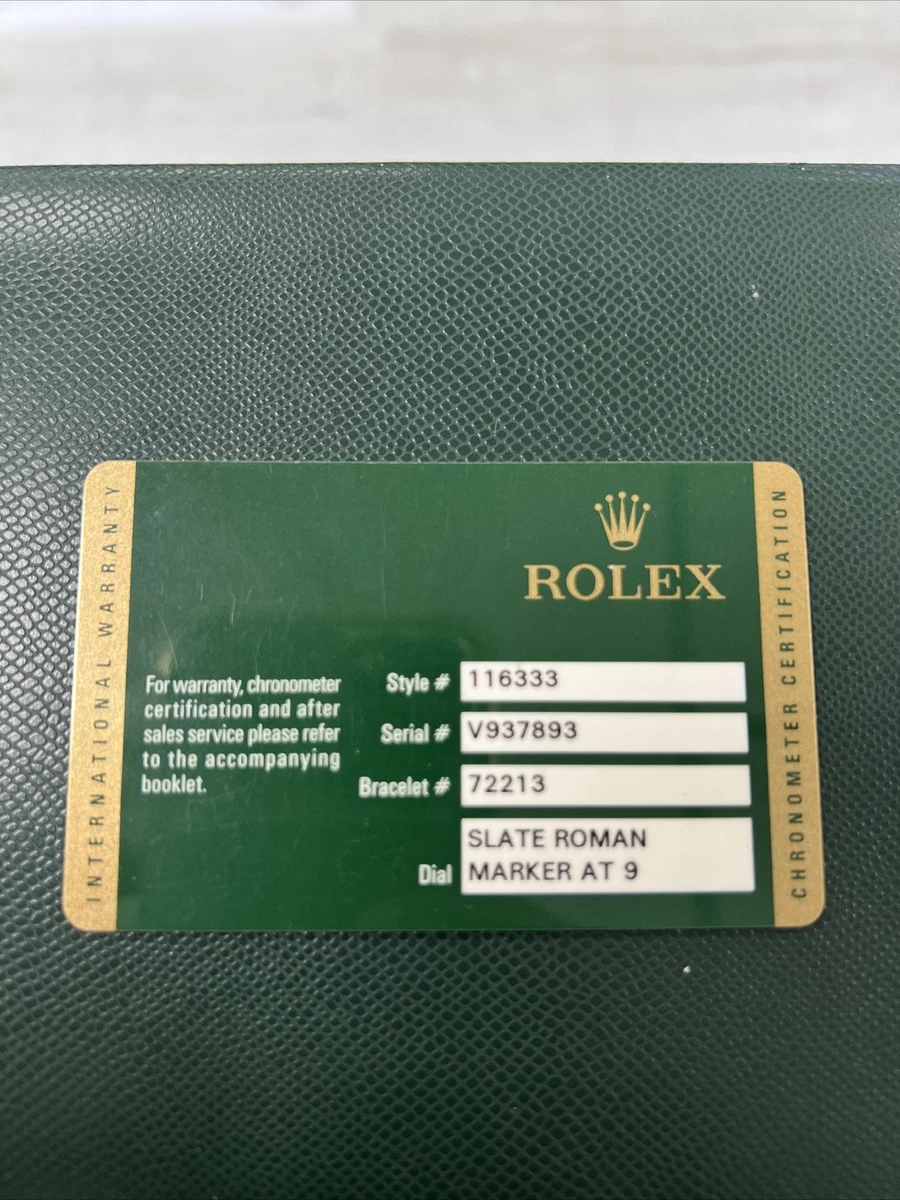 INTERNATIONAL WARRANTY
ROLEX
For warranty, chronometer
certification and after
sales service please refer
to the accompanying
booklet.
Style # 116333
Serial # V937893
Bracelet # 72213
Dial SLATE ROMAN
MARKER AT 9
CHRONOMETER CERTIFICATION